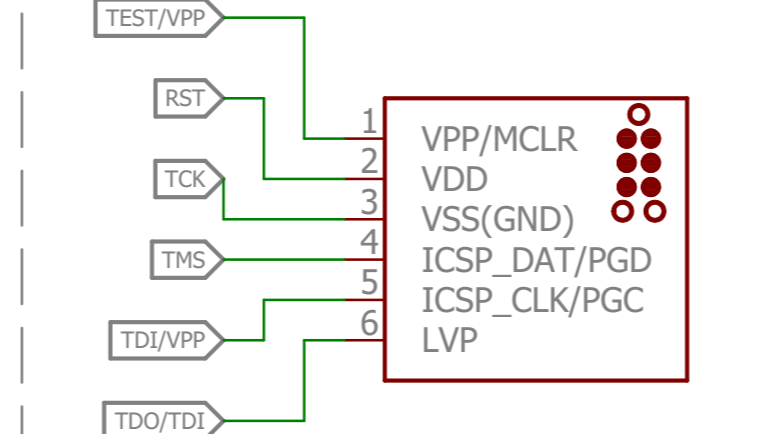 TEST/VPP
RST
TCK
TMS
TDI/VPP
TDO/TDI
1 VPP/MCLR
2 VDD
3 VSS(GND)
4 ICSP_DAT/PGD
5 ICSP_CLK/PGC
6 LVP